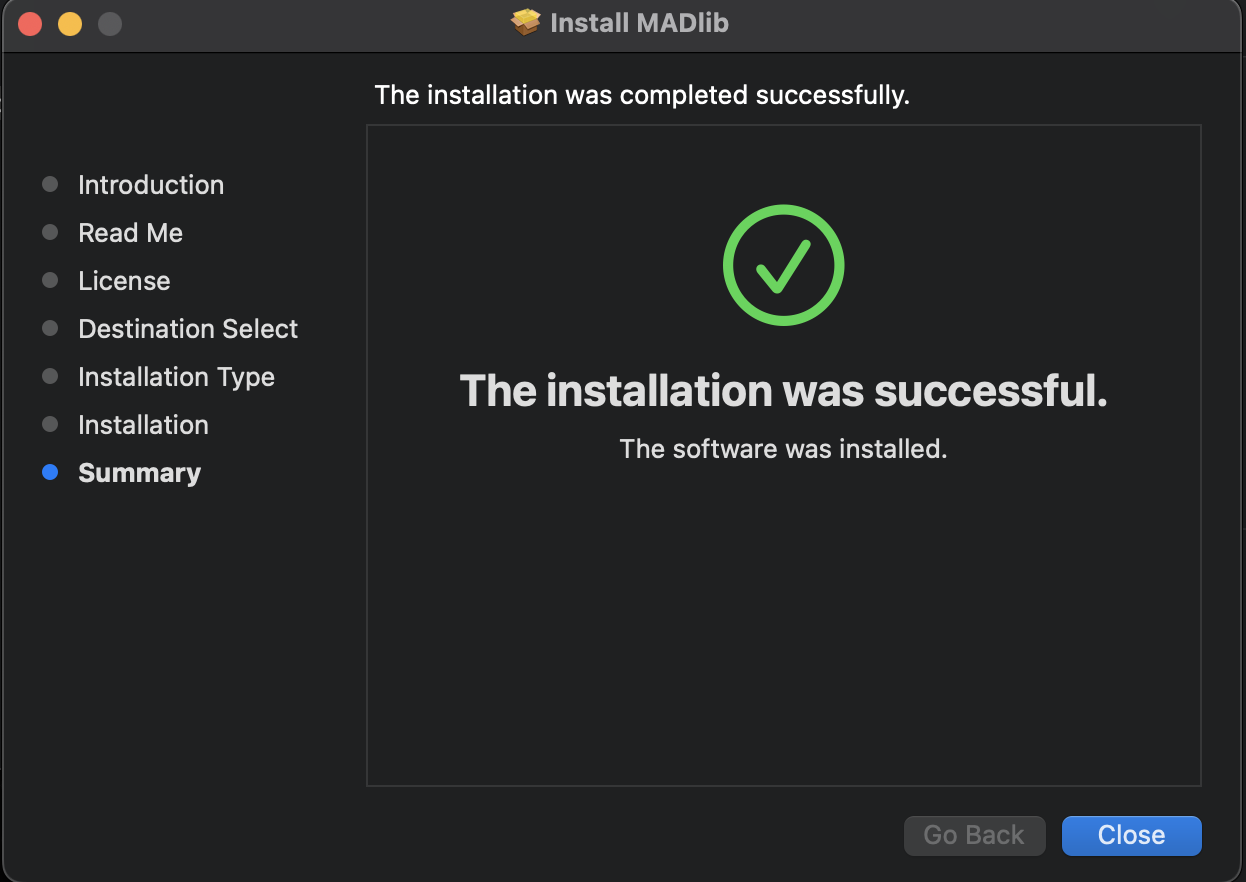 Install MADlib
The installation was completed successfully.
Introduction
Read Me
License
Destination Select
Installation Type
Installation
Summary
The installation was successful.
The software was installed.
Go Back
Close